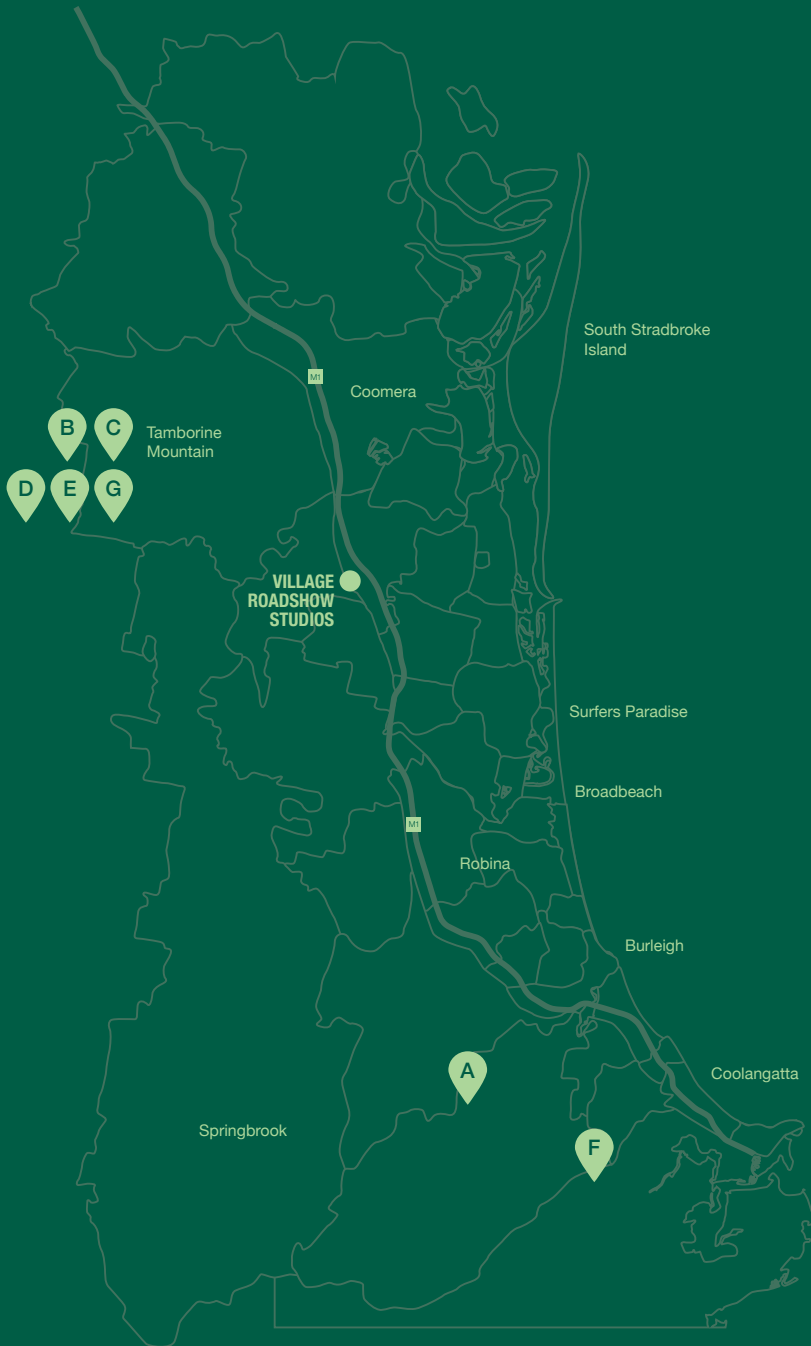 South Stradbroke
Island
M1
Coomera
B
C
Tamborine
Mountain
D
E
G
VILLAGE
ROADSHOW
STUDIOS
Surfers Paradise
Broadbeach
M1
Robina
Burleigh
A
Coolangatta
Springbrook
F